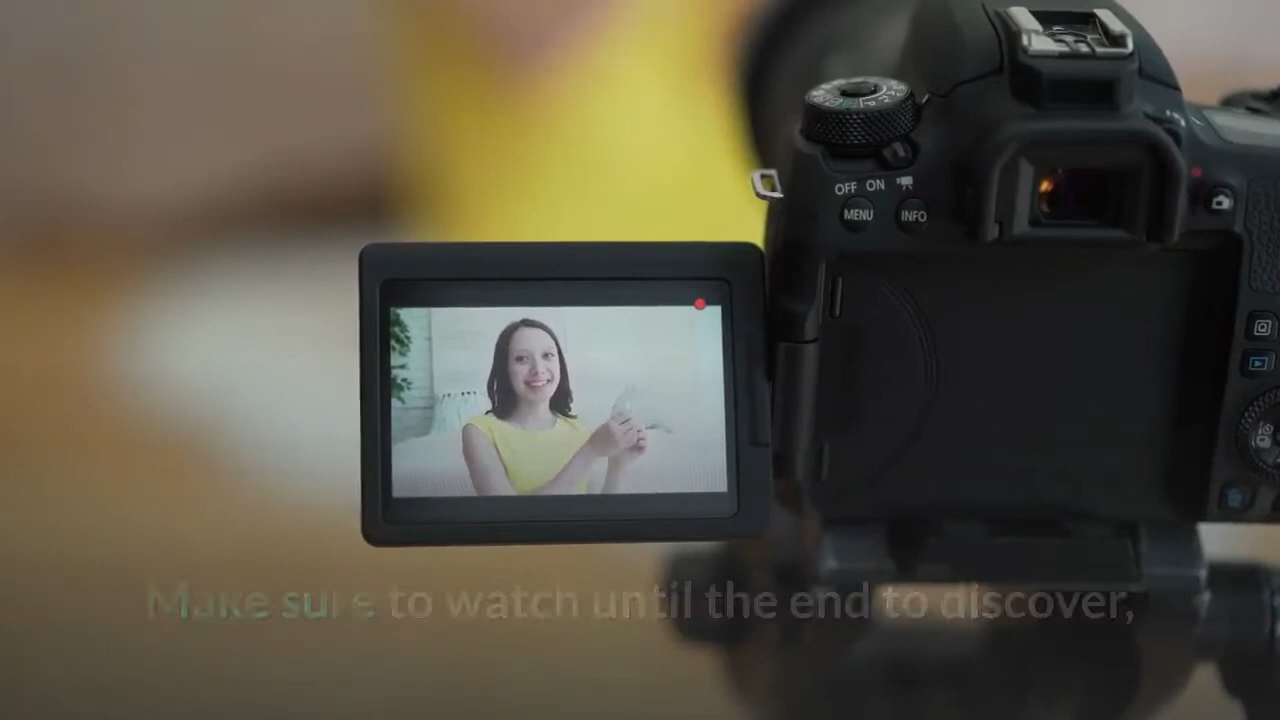 OFF ON
MENU INFO
Make sure to watch until the end to discover,